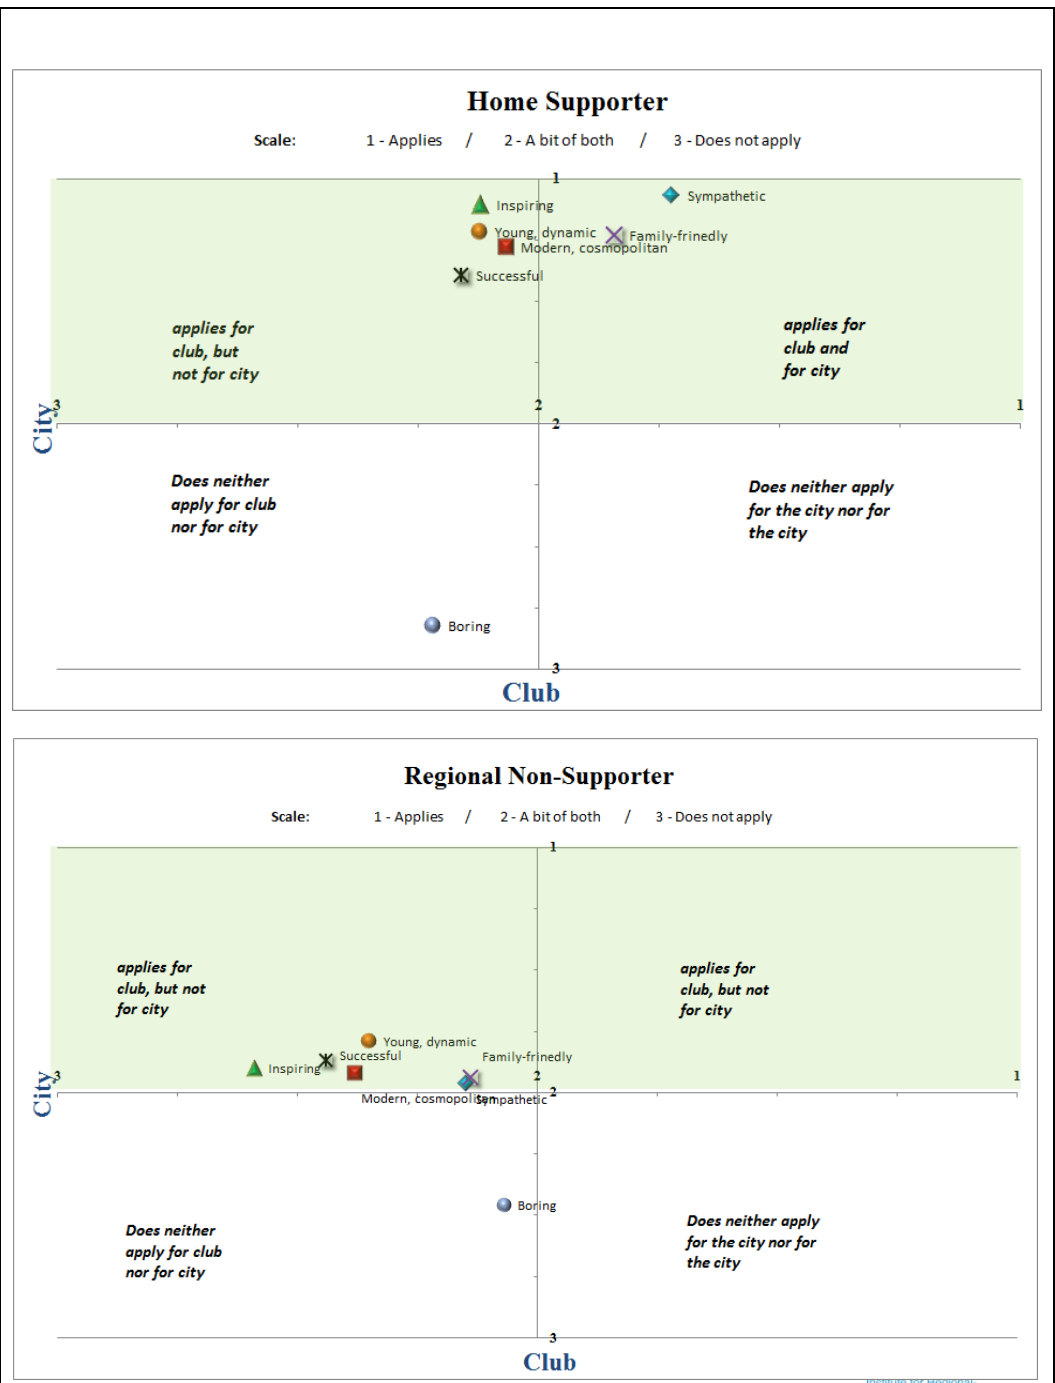 Home Supporter
Scale: 1 - Applies / 2 - A bit of both / 3 - Does not apply
1
Sympathetic
Inspiring
Young, dynamic
Family-frinedly
Modern, cosmopolitan
Successful
applies for
club, but
not for city
applies for
club and
for city
3
2
1
City
2
Does neither
apply for club
nor for city
Does neither apply
for the city nor for
the city
Boring
3
Club
Regional Non-Supporter
Scale: 1 - Applies / 2 - A bit of both / 3 - Does not apply
1
applies for
club, but not
for city
applies for
club, but not
for city
Young, dynamic
Successful
Family-frinedly
Inspiring
3
2
1
City
2
Modern, cosmopolitan
Sympathetic
Boring
Does neither
apply for club
nor for city
Does neither apply
for the city nor for
the city
3
Club
Institute for Regional-